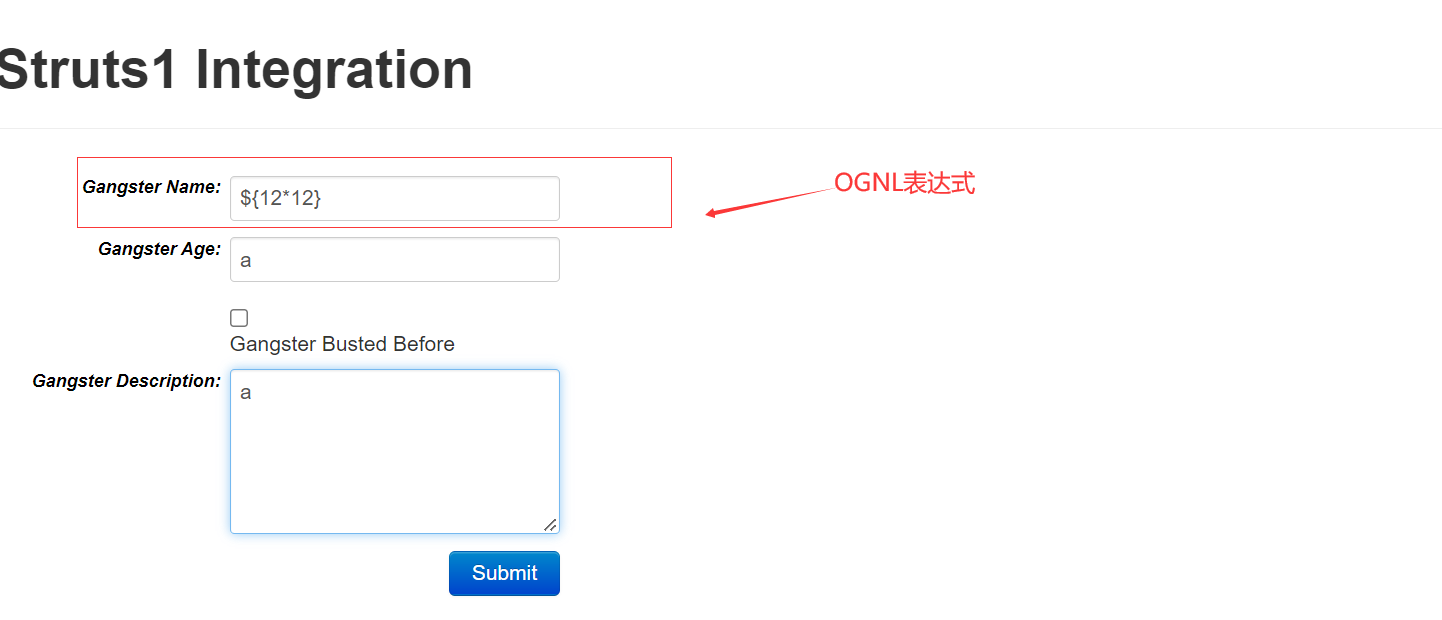 Struts1 Integration
Gangster Name: ${12*12}
OGNL表达式
Gangster Age: a
Gangster Busted Before
Gangster Description: a
Submit